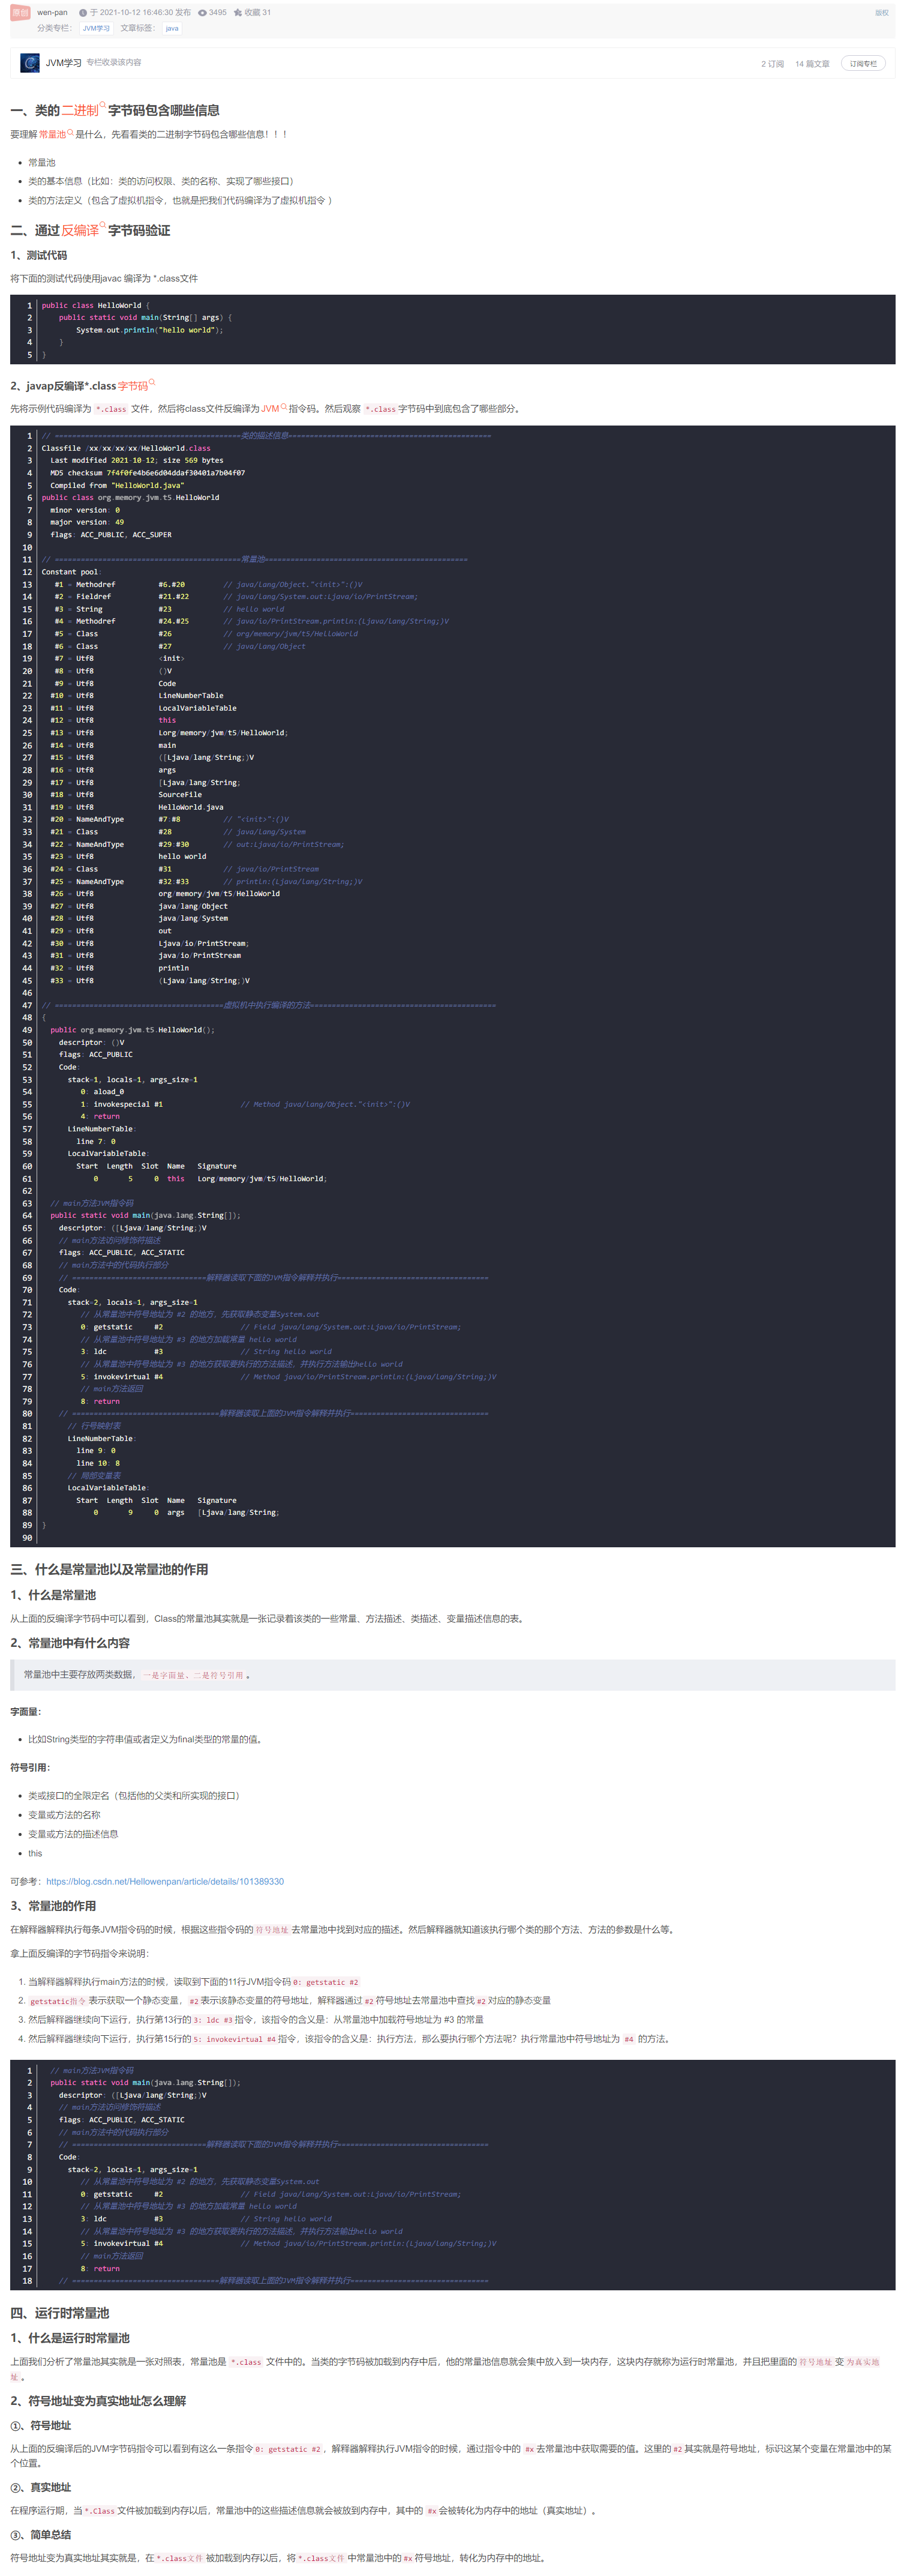 原创 wen-pan 于 2021-10-12 16:46:30 发布 3495 收藏 31 版权
分类专栏： JVM学习 文章标签： java
JVM学习 专栏收录该内容 2 订阅 14 篇文章 订阅专栏
一、类的二进制字节码包含哪些信息
要理解常量池是什么，先看看类的二进制字节码包含哪些信息！！！
• 常量池
• 类的基本信息（比如：类的访问权限、类的名称、实现了哪些接口）
• 类的方法定义（包含了虚拟机指令，也就是把我们代码编译为了虚拟机指令 ）
二、通过反编译字节码验证
1、测试代码
将下面的测试代码使用javac 编译为 *.class文件
1 public class HelloWorld {
2     public static void main(String[] args) {
3         System.out.println("hello world");
4     }
5 }
2、javap反编译*.class字节码
先将示例代码编译为 *.class 文件，然后将class文件反编译为JVM指令码。然后观察 *.class字节码中到底包含了哪些部分。
1 // ===========================================类的描述信息===============================================
2 Classfile /xx/xx/xx/xx/HelloWorld.class
3   Last modified 2021-10-12; size 569 bytes
4   MD5 checksum 7f4f0fe4b6e6d04ddaf30401a7b04f07
5   Compiled from "HelloWorld.java"
6 public class org.memory.jvm.t5.HelloWorld
7   minor version: 0
8   major version: 49
9   flags: ACC_PUBLIC, ACC_SUPER
10
11 // ===========================================常量池===============================================
12 Constant pool:
13    #1 = Methodref          #6.#20         // java/lang/Object."<init>":()V
14    #2 = Fieldref           #21.#22        // java/lang/System.out:Ljava/io/PrintStream;
15    #3 = String             #23            // hello world
16    #4 = Methodref          #24.#25        // java/io/PrintStream.println:(Ljava/lang/String;)V
17    #5 = Class              #26            // org/memory/jvm/t5/HelloWorld
18    #6 = Class              #27            // java/lang/Object
19    #7 = Utf8               <init>
20    #8 = Utf8               ()V
21    #9 = Utf8               Code
22   #10 = Utf8               LineNumberTable
23   #11 = Utf8               LocalVariableTable
24   #12 = Utf8               this
25   #13 = Utf8               Lorg/memory/jvm/t5/HelloWorld;
26   #14 = Utf8               main
27   #15 = Utf8               ([Ljava/lang/String;)V
28   #16 = Utf8               args
29   #17 = Utf8               [Ljava/lang/String;
30   #18 = Utf8               SourceFile
31   #19 = Utf8               HelloWorld.java
32   #20 = NameAndType        #7:#8          // "<init>":()V
33   #21 = Class              #28            // java/lang/System
34   #22 = NameAndType        #29:#30        // out:Ljava/io/PrintStream;
35   #23 = Utf8               hello world
36   #24 = Class              #31            // java/io/PrintStream
37   #25 = NameAndType        #32:#33        // println:(Ljava/lang/String;)V
38   #26 = Utf8               org/memory/jvm/t5/HelloWorld
39   #27 = Utf8               java/lang/Object
40   #28 = Utf8               java/lang/System
41   #29 = Utf8               out
42   #30 = Utf8               Ljava/io/PrintStream;
43   #31 = Utf8               java/io/PrintStream
44   #32 = Utf8               println
45   #33 = Utf8               (Ljava/lang/String;)V
46
47 // =======================================虚拟机中执行编译的方法===========================================
48 {
49   public org.memory.jvm.t5.HelloWorld();
50     descriptor: ()V
51     flags: ACC_PUBLIC
52     Code:
53       stack=1, locals=1, args_size=1
54          0: aload_0
55          1: invokespecial #1                  // Method java/lang/Object."<init>":()V
56          4: return
57       LineNumberTable:
58         line 7: 0
59       LocalVariableTable:
60         Start  Length  Slot  Name   Signature
61             0       5     0  this   Lorg/memory/jvm/t5/HelloWorld;
62
63   // main方法JVM指令码
64   public static void main(java.lang.String[]);
65     descriptor: ([Ljava/lang/String;)V
66     // main方法访问修饰符描述
67     flags: ACC_PUBLIC, ACC_STATIC
68     // main方法中的代码执行部分
69     // ===============================解释器读取下面的JVM指令解释并执行===================================
70     Code:
71       stack=2, locals=1, args_size=1
72          // 从常量池中符号地址为 #2 的地方，先获取静态变量System.out
73          0: getstatic     #2                  // Field java/lang/System.out:Ljava/io/PrintStream;
74          // 从常量池中符号地址为 #3 的地方加载常量 hello world
75          3: ldc           #3                  // String hello world
76          // 从常量池中符号地址为 #3 的地方获取要执行的方法描述，并执行方法输出hello world
77          5: invokevirtual #4                  // Method java/io/PrintStream.println:(Ljava/lang/String;)V
78          // main方法返回
79          8: return
80     // ==================================解释器读取上面的JVM指令解释并执行================================
81       // 行号映射表
82       LineNumberTable:
83         line 9: 0
84         line 10: 8
85       // 局部变量表
86       LocalVariableTable:
87         Start  Length  Slot  Name   Signature
88             0       9     0  args   [Ljava/lang/String;
89 }
90
三、什么是常量池以及常量池的作用
1、什么是常量池
从上面的反编译字节码中可以看到，Class的常量池其实就是一张记录着该类的一些常量、方法描述、类描述、变量描述信息的表。
2、常量池中有什么内容
常量池中主要存放两类数据， 一是字面量、二是符号引用 。
字面量：
• 比如String类型的字符串值或者定义为final类型的常量的值。
符号引用：
• 类或接口的全限定名（包括他的父类和所实现的接口）
• 变量或方法的名称
• 变量或方法的描述信息
• this
可参考：https://blog.csdn.net/Hellowenpan/article/details/101389330
3、常量池的作用
在解释器解释执行每条JVM指令码的时候，根据这些指令码的 符号地址 去常量池中找到对应的描述。然后解释器就知道该执行哪个类的那个方法、方法的参数是什么等。
拿上面反编译的字节码指令来说明：
1. 当解释器解释执行main方法的时候，读取到下面的11行JVM指令码 0: getstatic #2
2. getstatic指令 表示获取一个静态变量， #2 表示该静态变量的符号地址，解释器通过 #2 符号地址去常量池中查找 #2 对应的静态变量
3. 然后解释器继续向下运行，执行第13行的 3: ldc #3 指令，该指令的含义是：从常量池中加载符号地址为 #3 的常量
4. 然后解释器继续向下运行，执行第15行的 5: invokevirtual #4 指令，该指令的含义是：执行方法，那么要执行哪个方法呢？执行常量池中符号地址为 #4 的方法。
1   // main方法JVM指令码
2   public static void main(java.lang.String[]);
3     descriptor: ([Ljava/lang/String;)V
4     // main方法访问修饰符描述
5     flags: ACC_PUBLIC, ACC_STATIC
6     // main方法中的代码执行部分
7     // ===============================解释器读取下面的JVM指令解释并执行===================================
8     Code:
9       stack=2, locals=1, args_size=1
10          // 从常量池中符号地址为 #2 的地方，先获取静态变量System.out
11          0: getstatic     #2                  // Field java/lang/System.out:Ljava/io/PrintStream;
12          // 从常量池中符号地址为 #3 的地方加载常量 hello world
13          3: ldc           #3                  // String hello world
14          // 从常量池中符号地址为 #3 的地方获取要执行的方法描述，并执行方法输出hello world
15          5: invokevirtual #4                  // Method java/io/PrintStream.println:(Ljava/lang/String;)V
16          // main方法返回
17          8: return
18     // ==================================解释器读取上面的JVM指令解释并执行================================
四、运行时常量池
1、什么是运行时常量池
上面我们分析了常量池其实就是一张对照表，常量池是 *.class 文件中的。当类的字节码被加载到内存中后，他的常量池信息就会集中放入到一块内存，这块内存就称为运行时常量池，并且把里面的 符号地址 变 为真实地
址 。
2、符号地址变为真实地址怎么理解
①、符号地址
从上面的反编译后的JVM字节码指令可以看到有这么一条指令 0: getstatic #2 ，解释器解释执行JVM指令的时候，通过指令中的 #x 去常量池中获取需要的值。这里的 #2 其实就是符号地址，标识这某个变量在常量池中的某
个位置。
②、真实地址
在程序运行期，当 *.Class 文件被加载到内存以后，常量池中的这些描述信息就会被放到内存中，其中的 #x 会被转化为内存中的地址（真实地址）。
③、简单总结
符号地址变为真实地址其实就是，在 *.class文件 被加载到内存以后，将 *.class文件 中常量池中的 #x 符号地址，转化为内存中的地址。